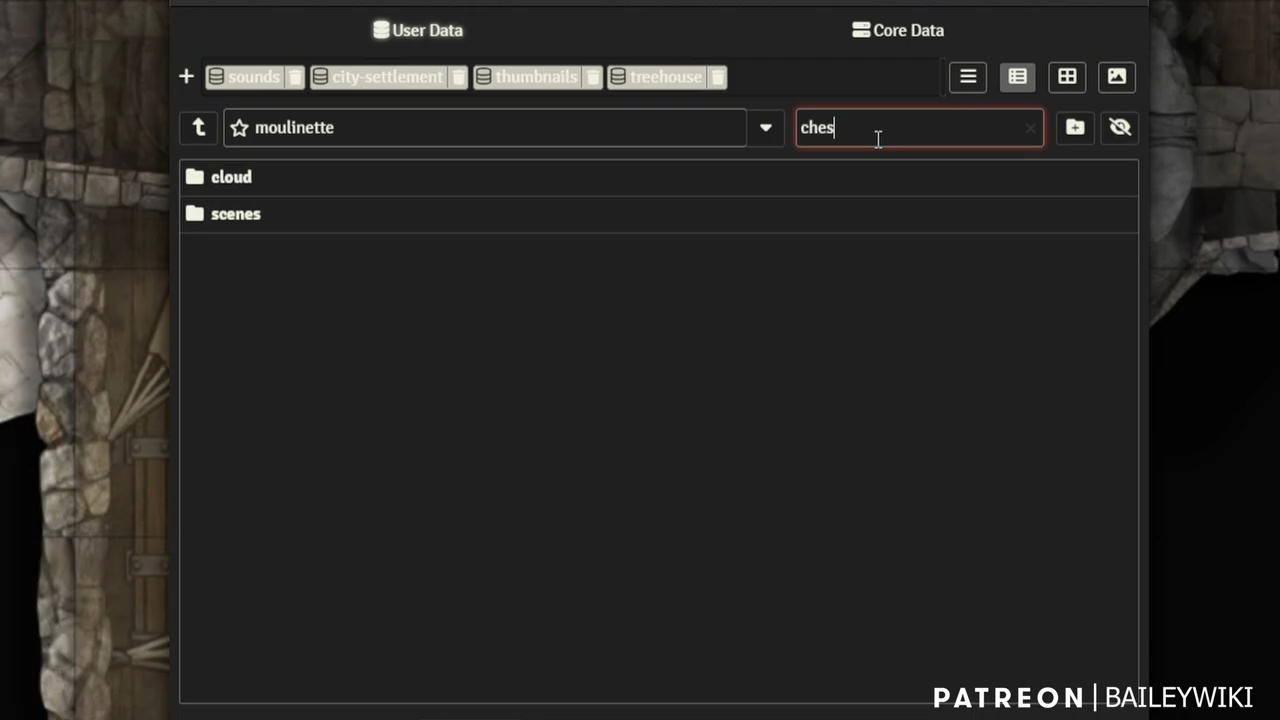 User Data Core Data
sounds city-settlement thumbnails treehouse
moulinette ches
cloud
scenes
PATREON | BAILEYWIKI